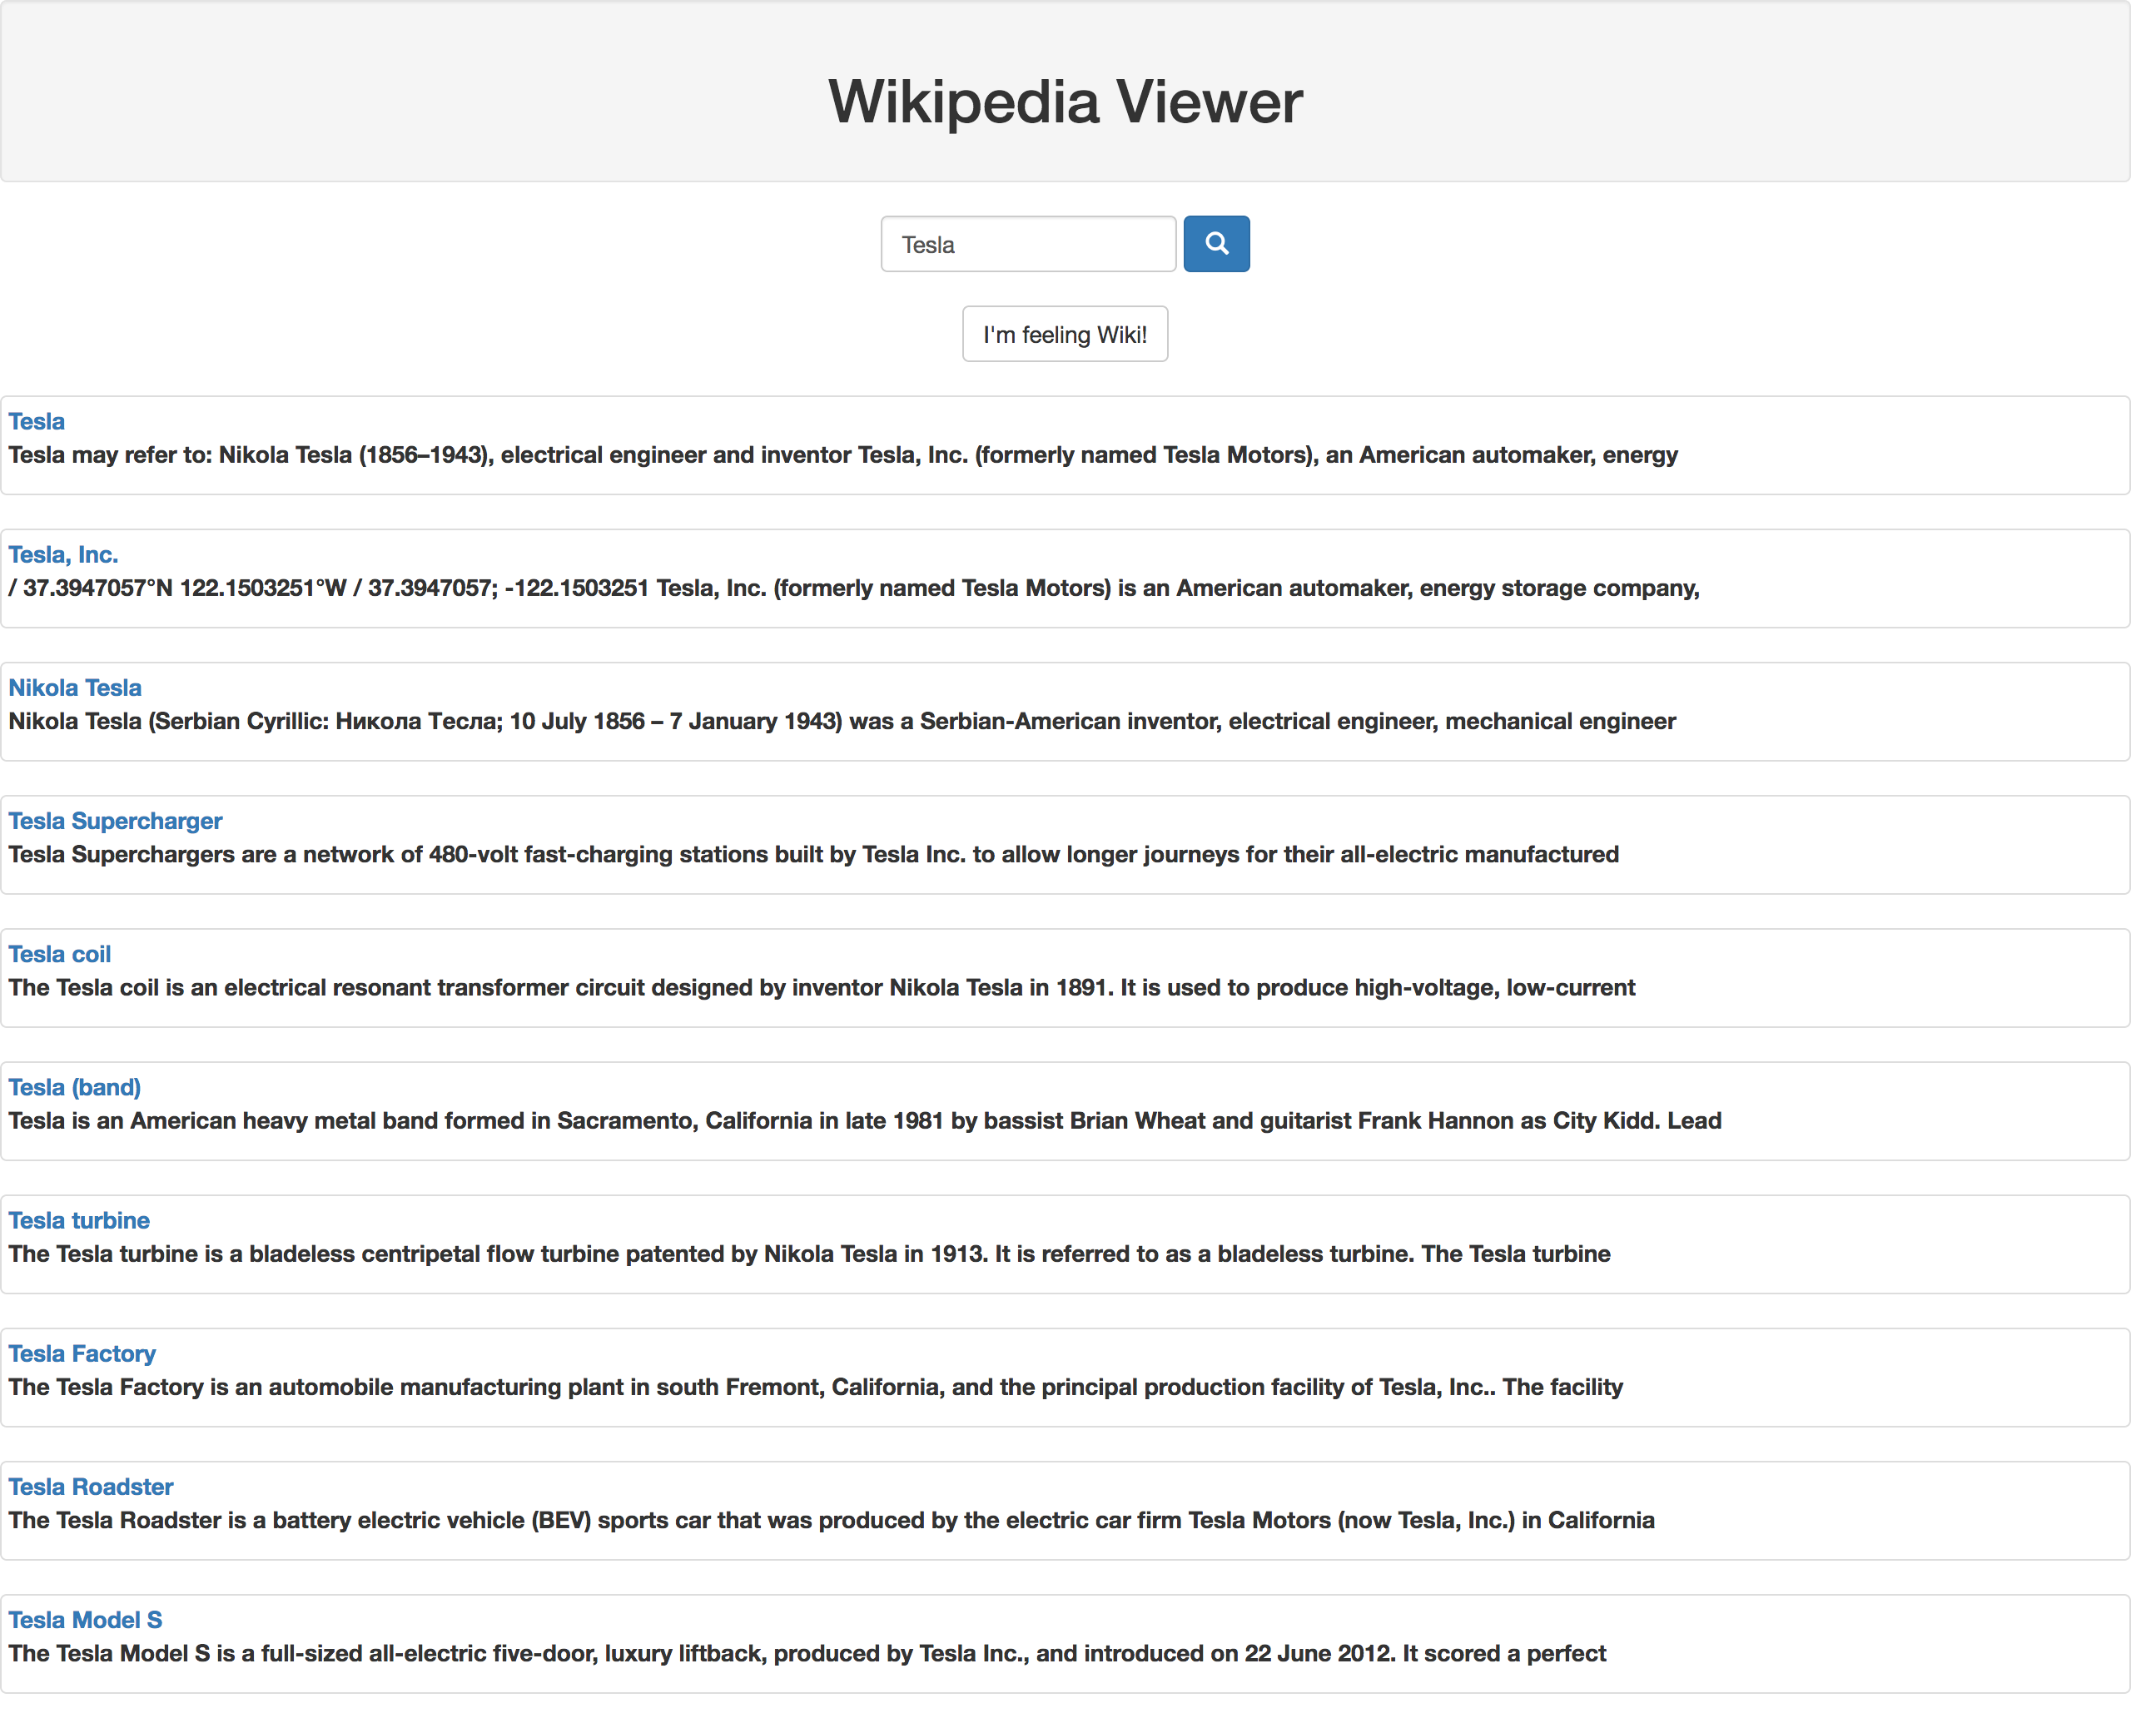 Wikipedia Viewer
Tesla
I'm feeling Wiki!
Tesla
Tesla may refer to: Nikola Tesla (1856–1943), electrical engineer and inventor Tesla, Inc. (formerly named Tesla Motors), an American automaker, energy
Tesla, Inc.
/ 37.3947057°N 122.1503251°W / 37.3947057; -122.1503251 Tesla, Inc. (formerly named Tesla Motors) is an American automaker, energy storage company,
Nikola Tesla
Nikola Tesla (Serbian Cyrillic: Никола Тесла; 10 July 1856 – 7 January 1943) was a Serbian-American inventor, electrical engineer, mechanical engineer
Tesla Supercharger
Tesla Superchargers are a network of 480-volt fast-charging stations built by Tesla Inc. to allow longer journeys for their all-electric manufactured
Tesla coil
The Tesla coil is an electrical resonant transformer circuit designed by inventor Nikola Tesla in 1891. It is used to produce high-voltage, low-current
Tesla (band)
Tesla is an American heavy metal band formed in Sacramento, California in late 1981 by bassist Brian Wheat and guitarist Frank Hannon as City Kidd. Lead
Tesla turbine
The Tesla turbine is a bladeless centripetal flow turbine patented by Nikola Tesla in 1913. It is referred to as a bladeless turbine. The Tesla turbine
Tesla Factory
The Tesla Factory is an automobile manufacturing plant in south Fremont, California, and the principal production facility of Tesla, Inc.. The facility
Tesla Roadster
The Tesla Roadster is a battery electric vehicle (BEV) sports car that was produced by the electric car firm Tesla Motors (now Tesla, Inc.) in California
Tesla Model S
The Tesla Model S is a full-sized all-electric five-door, luxury liftback, produced by Tesla Inc., and introduced on 22 June 2012. It scored a perfect